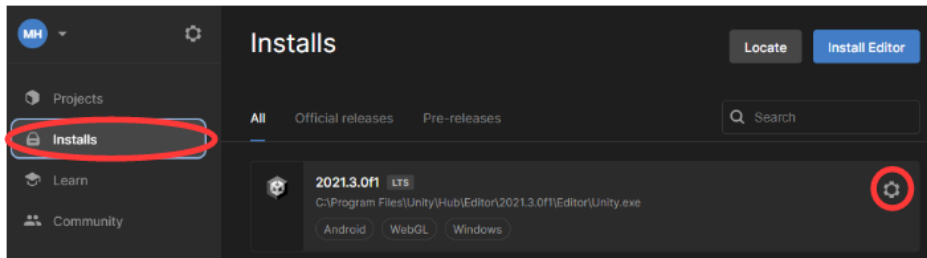 MH
Installs
Locate
Install Editor
Projects
Installs
Learn
Community
All Official releases Pre-releases
Search
2021.3.0f1 LTS
C:\Program Files\Unity\Hub\Editor\2021.3.0f1\Editor\Unity.exe
Android WebGL Windows